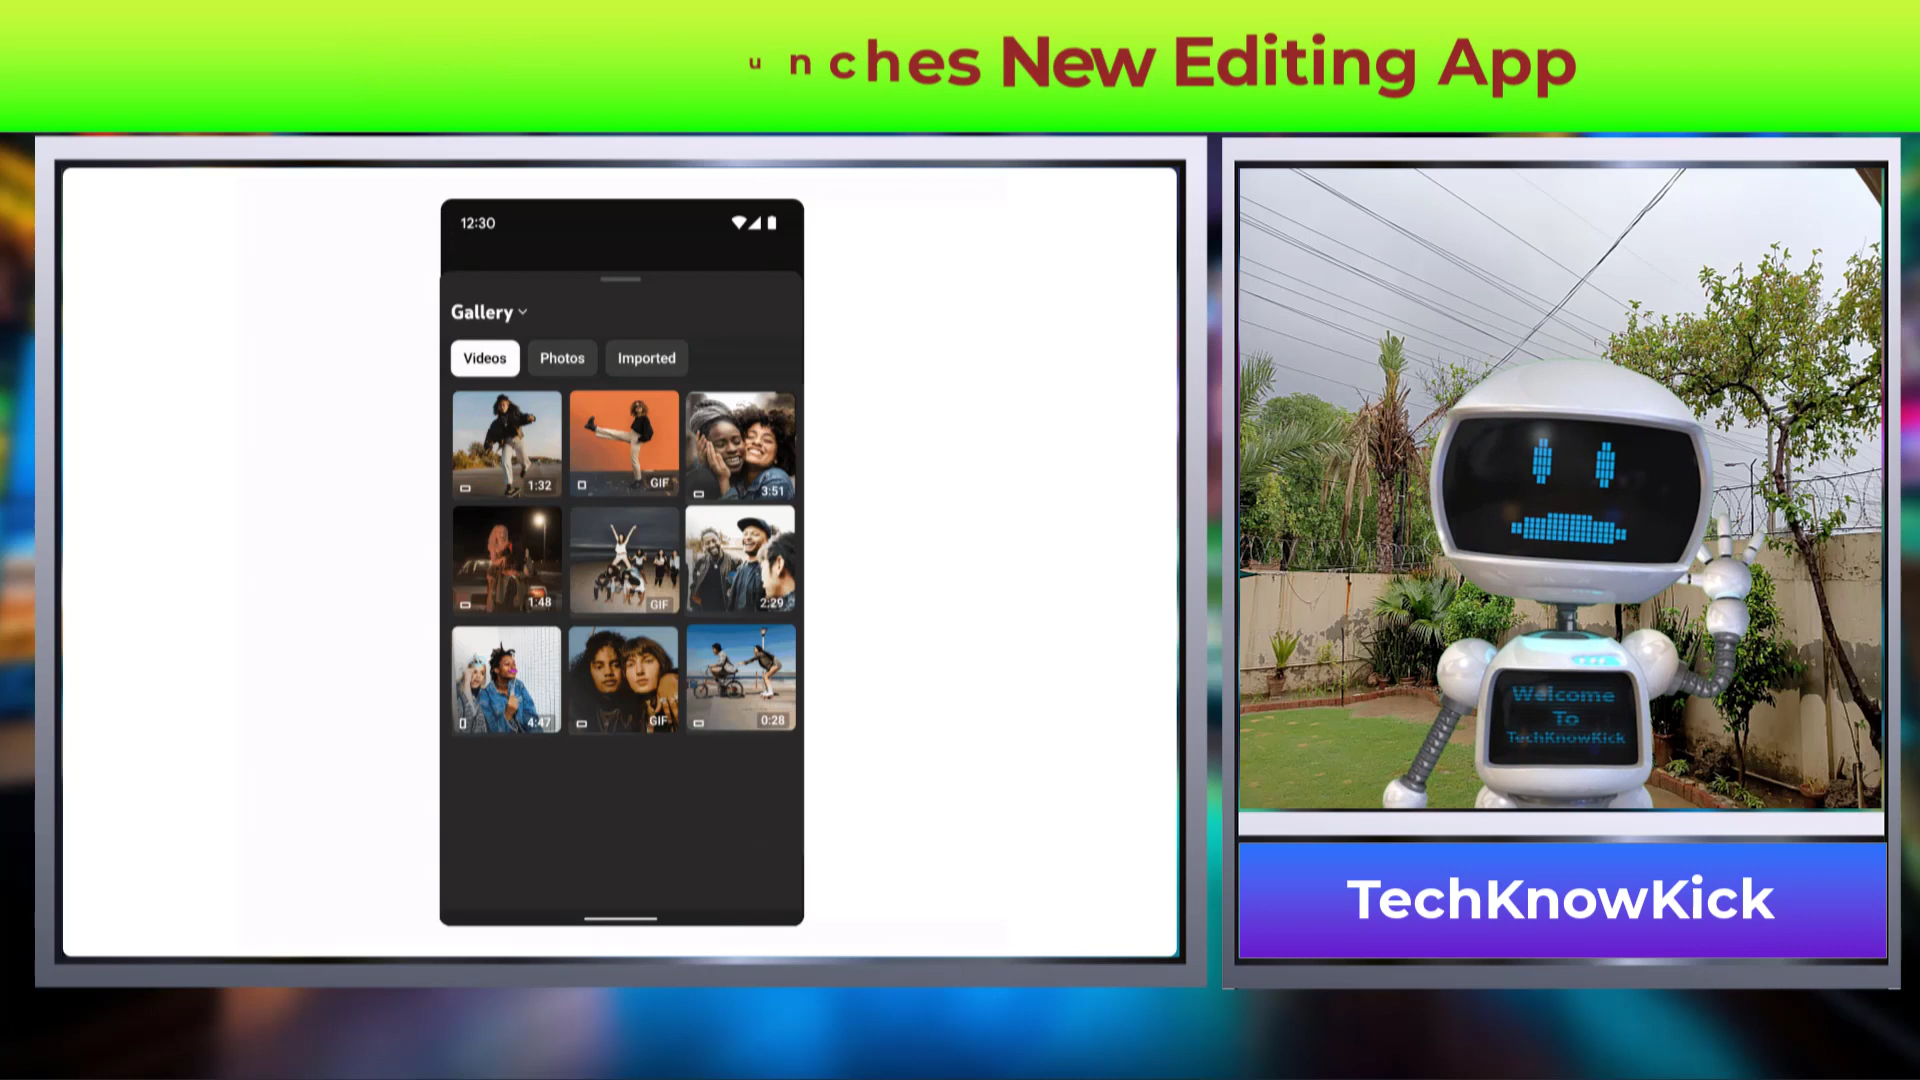 unches New Editing App
12:30
Gallery
Videos Photos Imported
1:32 GIF 3:51
1:48 GIF 2:29
4:47 GIF 0:28
Welcome
To
TechKnowKick
TechKnowKick